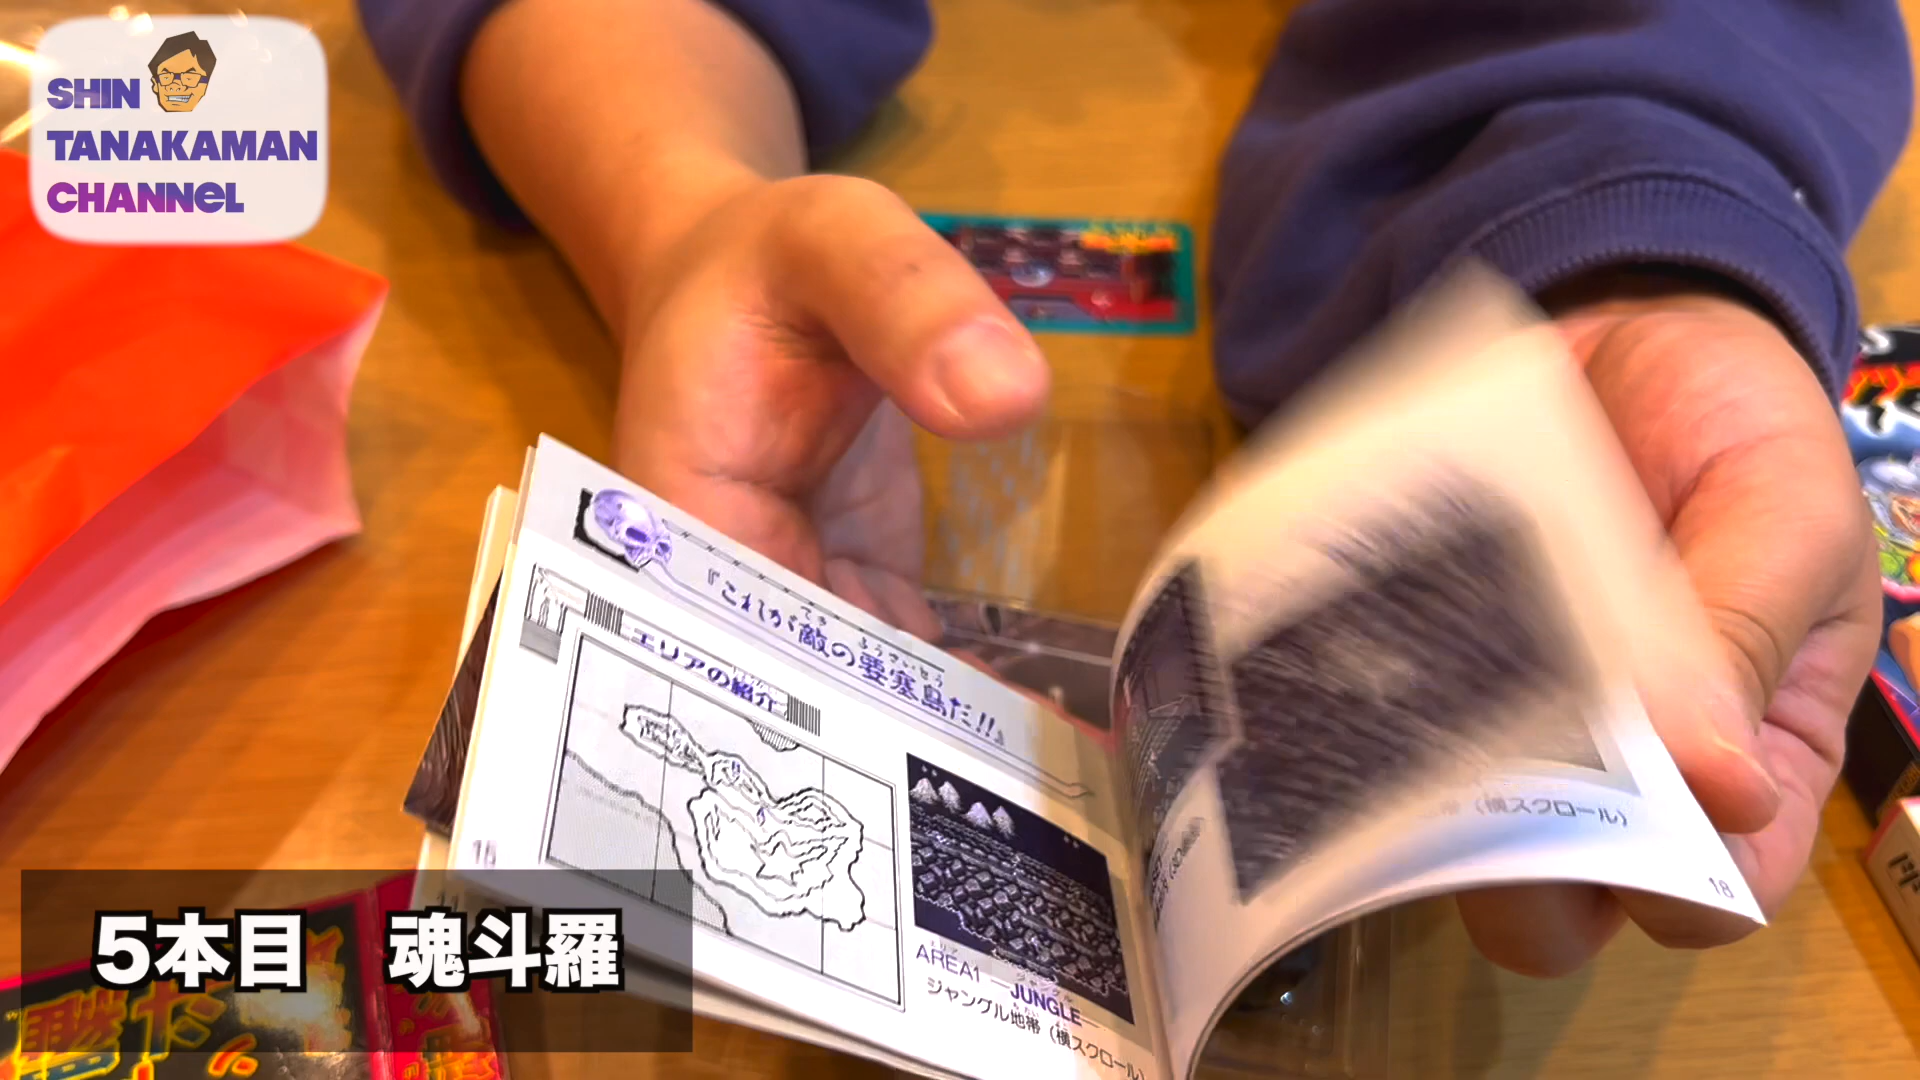 SHIN
TANAKAMAN
CHANNEL
『これが敵の要塞島だ!!』
エリアの紹介
AREA1 —JUNGLE—
ジャングル地帯（横スクロール）
16
地帯（横スクロール）
18
5本目 魂斗羅